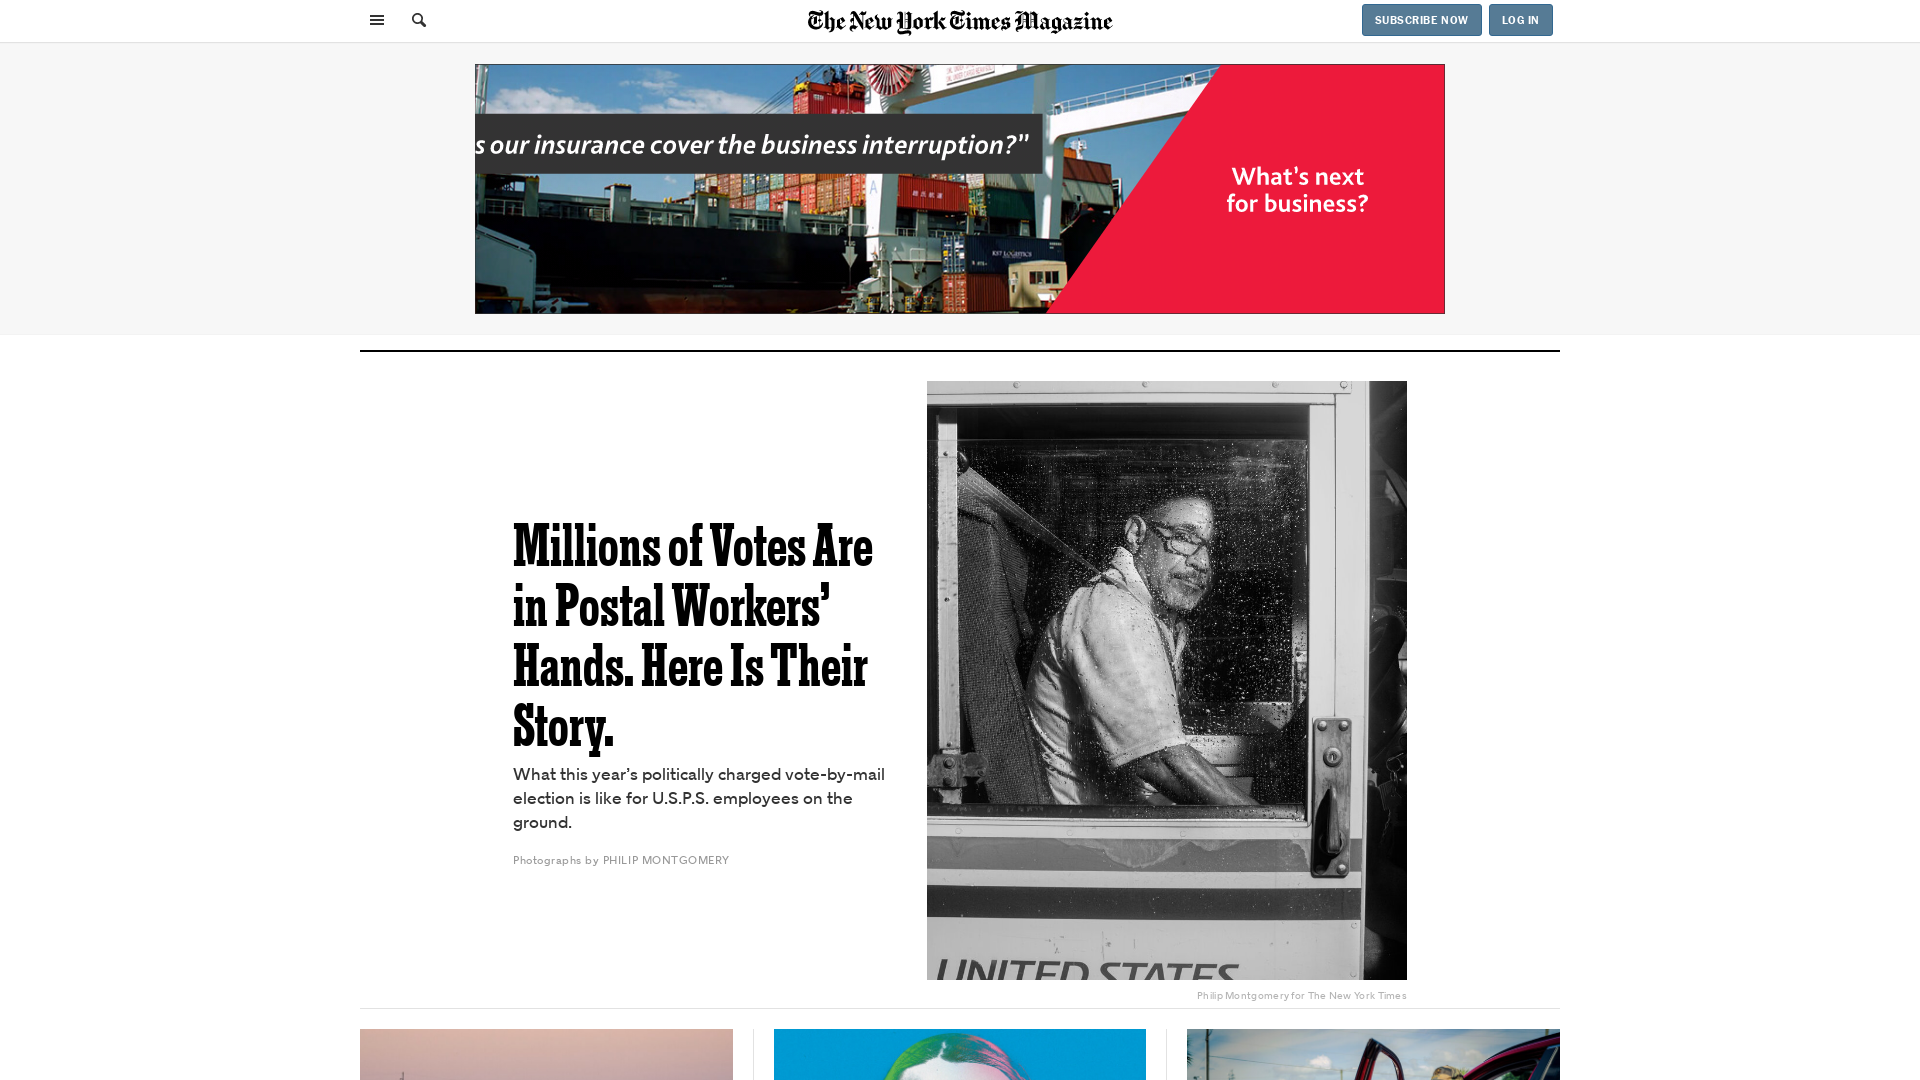 The New York Times Magazine
SUBSCRIBE NOW
LOG IN
s our insurance cover the business interruption?”
What’s next
for business?
Millions of Votes Are
in Postal Workers’
Hands. Here Is Their
Story.
What this year’s politically charged vote-by-mail
election is like for U.S.P.S. employees on the
ground.
Photographs by PHILIP MONTGOMERY
UNITED STATES
Philip Montgomery for The New York Times